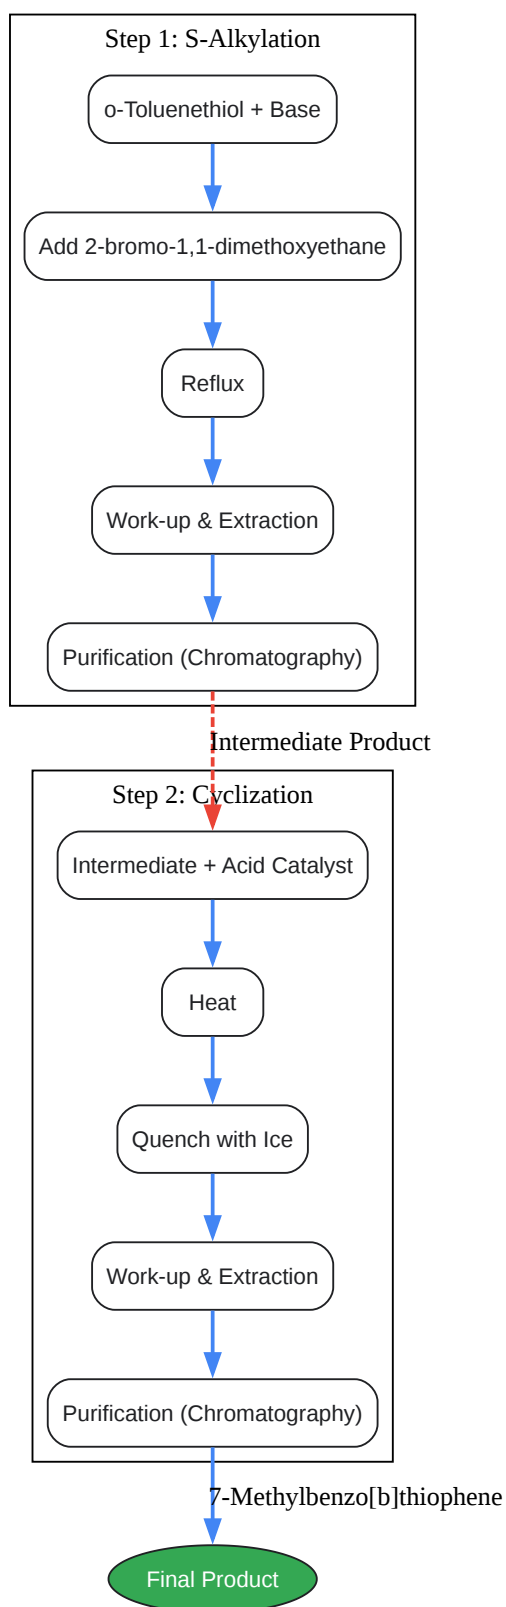 Step 1: S-Alkylation
o-Toluenethiol + Base
Add 2-bromo-1,1-dimethoxyethane
Reflux
Work-up & Extraction
Purification (Chromatography)
Intermediate Product
Step 2: Cyclization
Intermediate + Acid Catalyst
Heat
Quench with Ice
Work-up & Extraction
Purification (Chromatography)
7-Methylbenzo[b]thiophene
Final Product